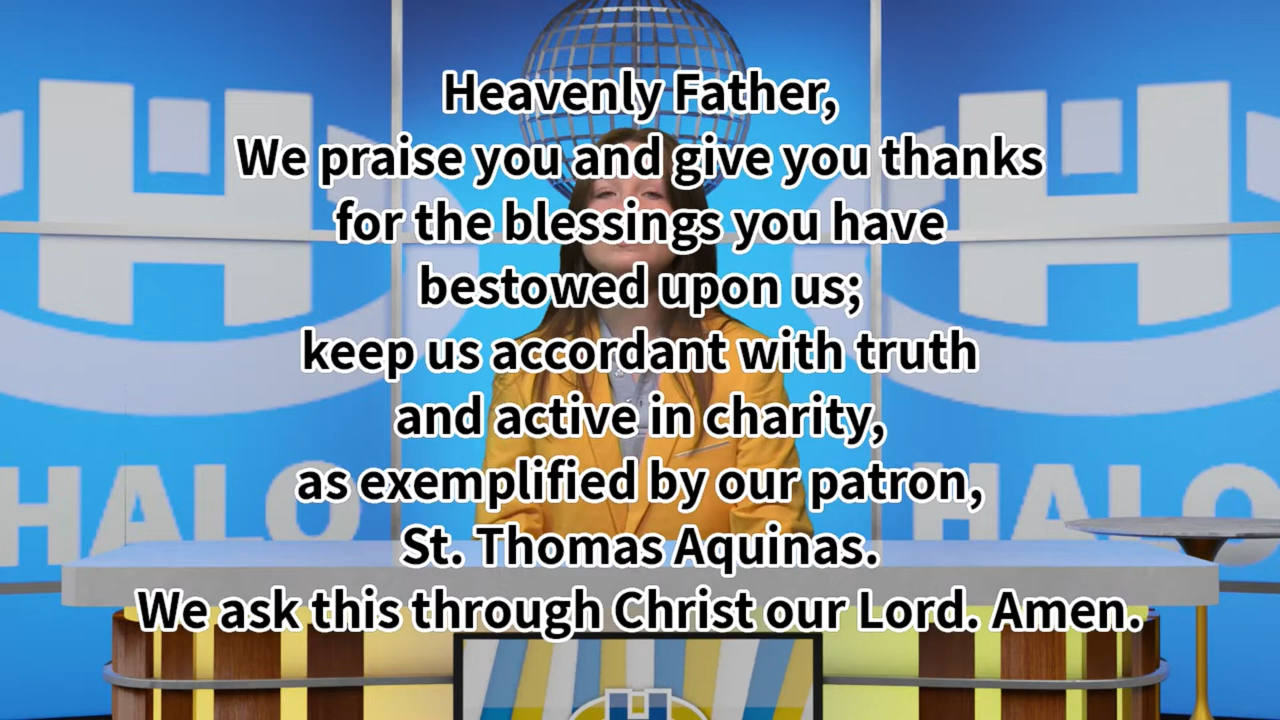 Heavenly Father,
We praise you and give you thanks
for the blessings you have
bestowed upon us;
keep us accordant with truth
and active in charity,
as exemplified by our patron,
St. Thomas Aquinas.
We ask this through Christ our Lord. Amen.
H
H
HALO
HALO
H